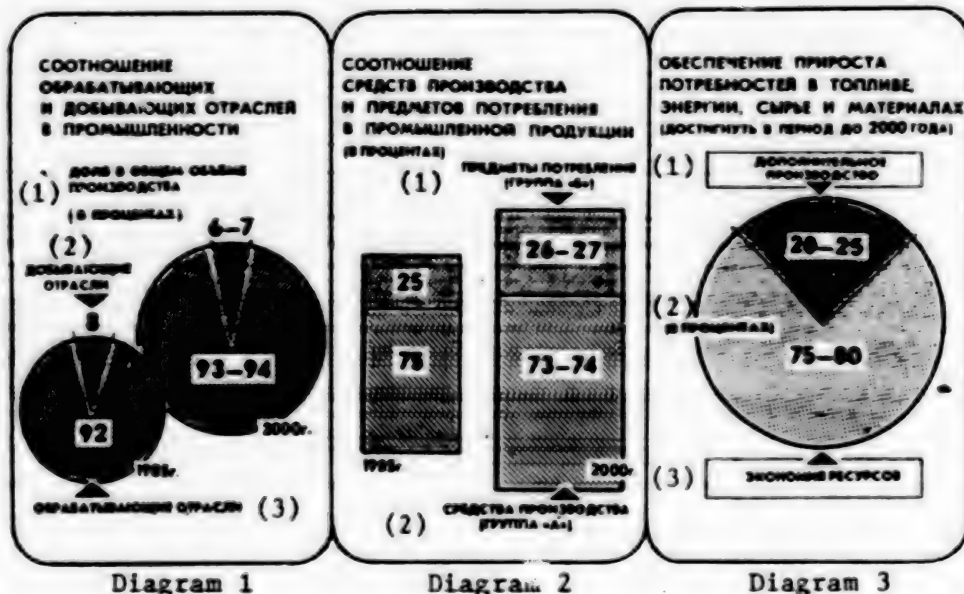 СООТНОШЕНИЕ
ОБРАБАТЫВАЮЩИХ
И ДОБЫВАЮЩИХ ОТРАСЛЕЙ
В ПРОМЫШЛЕННОСТИ
(1) ДОЛЯ В ОБЩЕМ ОБЪЕМЕ
ПРОИЗВОДСТВА
(В ПРОЦЕНТАХ)
(2)
ДОБЫВАЮЩИЕ
ОТРАСЛИ
8
92
1985г.
6–7
93–94
2000г.
ОБРАБАТЫВАЮЩИЕ ОТРАСЛИ (3)
Diagram 1
СООТНОШЕНИЕ
СРЕДСТВ ПРОИЗВОДСТВА
И ПРЕДМЕТОВ ПОТРЕБЛЕНИЯ
В ПРОМЫШЛЕННОЙ ПРОДУКЦИИ
(В ПРОЦЕНТАХ)
(1) ПРЕДМЕТЫ ПОТРЕБЛЕНИЯ
(ГРУППА «Б»)
25
75
1985г.
26–27
73–74
2000г.
(2) СРЕДСТВА ПРОИЗВОДСТВА
(ГРУППА «А»)
Diagram 2
ОБЕСПЕЧЕНИЕ ПРИРОСТА
ПОТРЕБНОСТЕЙ В ТОПЛИВЕ,
ЭНЕРГИИ, СЫРЬЕ И МАТЕРИАЛАХ
(ДОСТИГНУТЬ В ПЕРИОД ДО 2000 ГОДА)
(1) ДОПОЛНИТЕЛЬНОЕ
ПРОИЗВОДСТВО
20–25
(2)
(В ПРОЦЕНТАХ)
75–80
(3) ЭКОНОМИЯ РЕСУРСОВ
Diagram 3